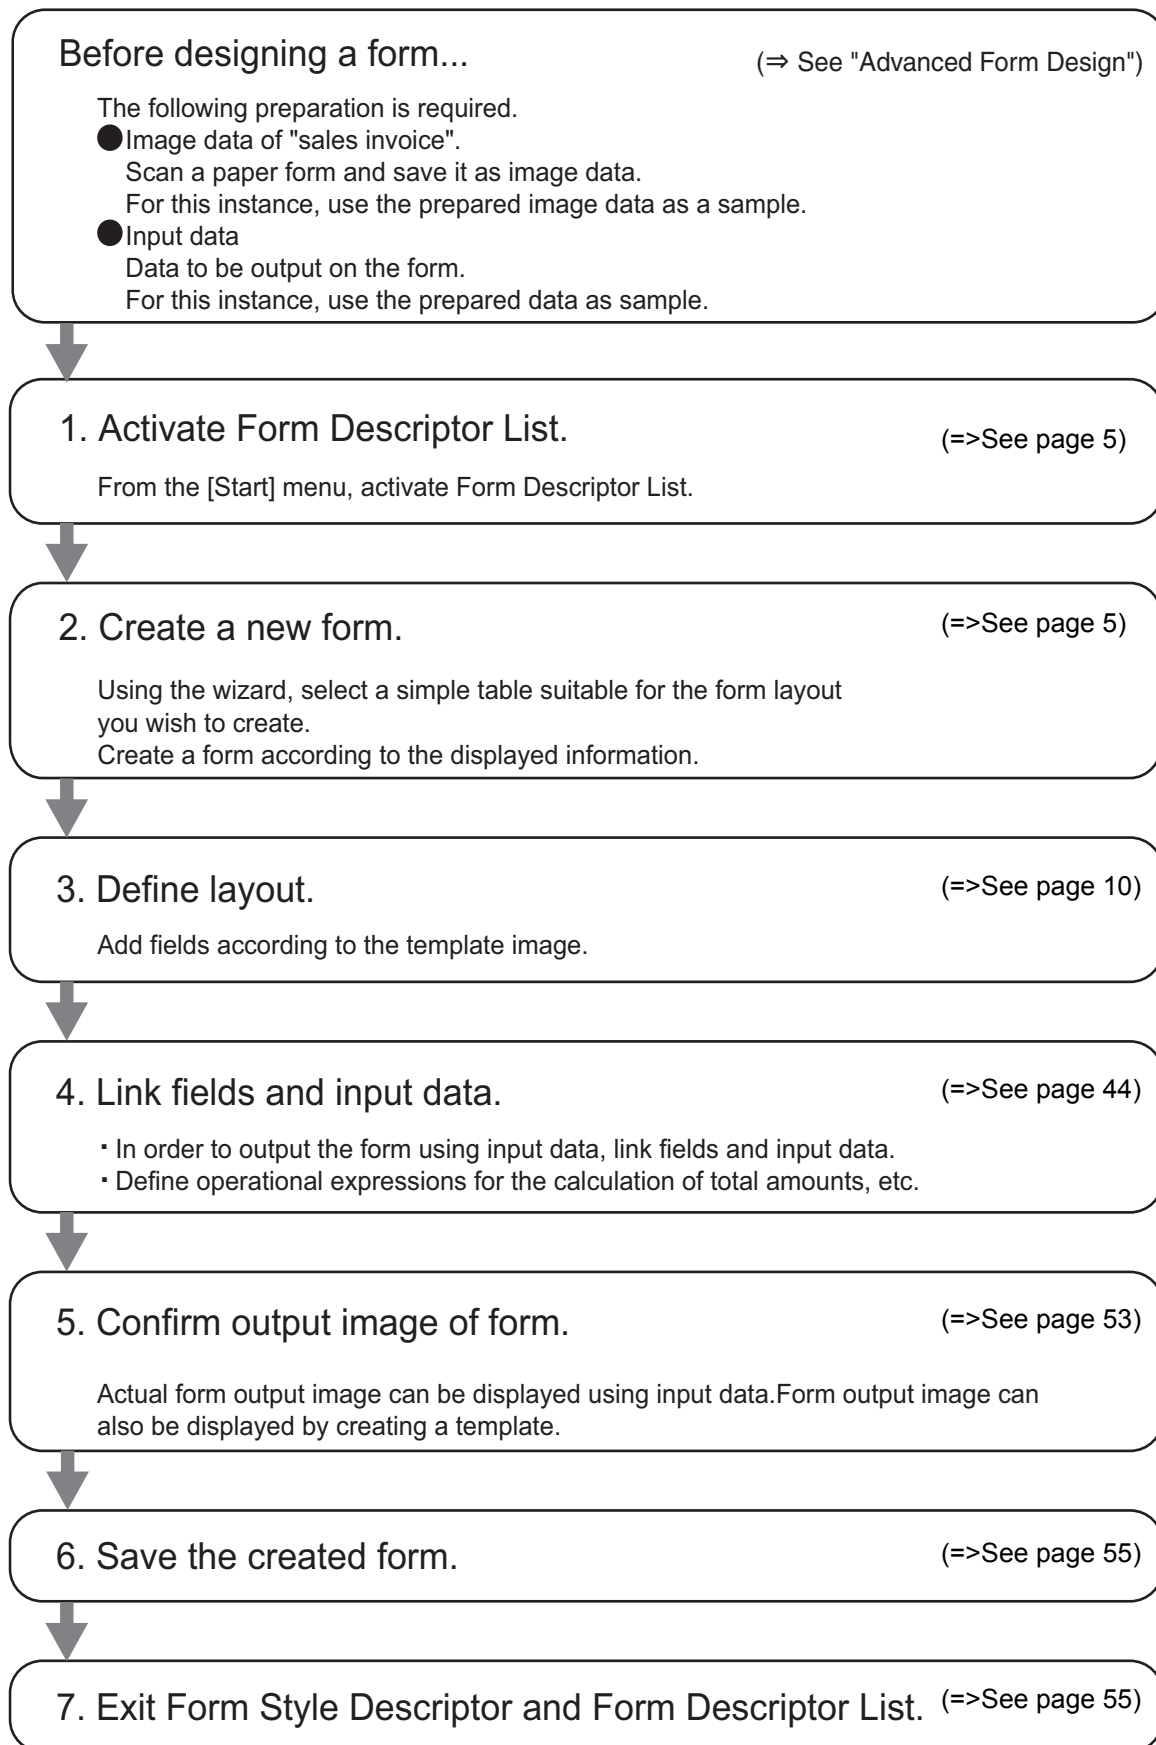 Before designing a form... (⇒ See "Advanced Form Design")
The following preparation is required.
●Image data of "sales invoice".
Scan a paper form and save it as image data.
For this instance, use the prepared image data as a sample.
●Input data
Data to be output on the form.
For this instance, use the prepared data as sample.
1. Activate Form Descriptor List. (=>See page 5)
From the [Start] menu, activate Form Descriptor List.
2. Create a new form. (=>See page 5)
Using the wizard, select a simple table suitable for the form layout
you wish to create.
Create a form according to the displayed information.
3. Define layout. (=>See page 10)
Add fields according to the template image.
4. Link fields and input data. (=>See page 44)
・In order to output the form using input data, link fields and input data.
・Define operational expressions for the calculation of total amounts, etc.
5. Confirm output image of form. (=>See page 53)
Actual form output image can be displayed using input data.Form output image can
also be displayed by creating a template.
6. Save the created form. (=>See page 55)
7. Exit Form Style Descriptor and Form Descriptor List. (=>See page 55)